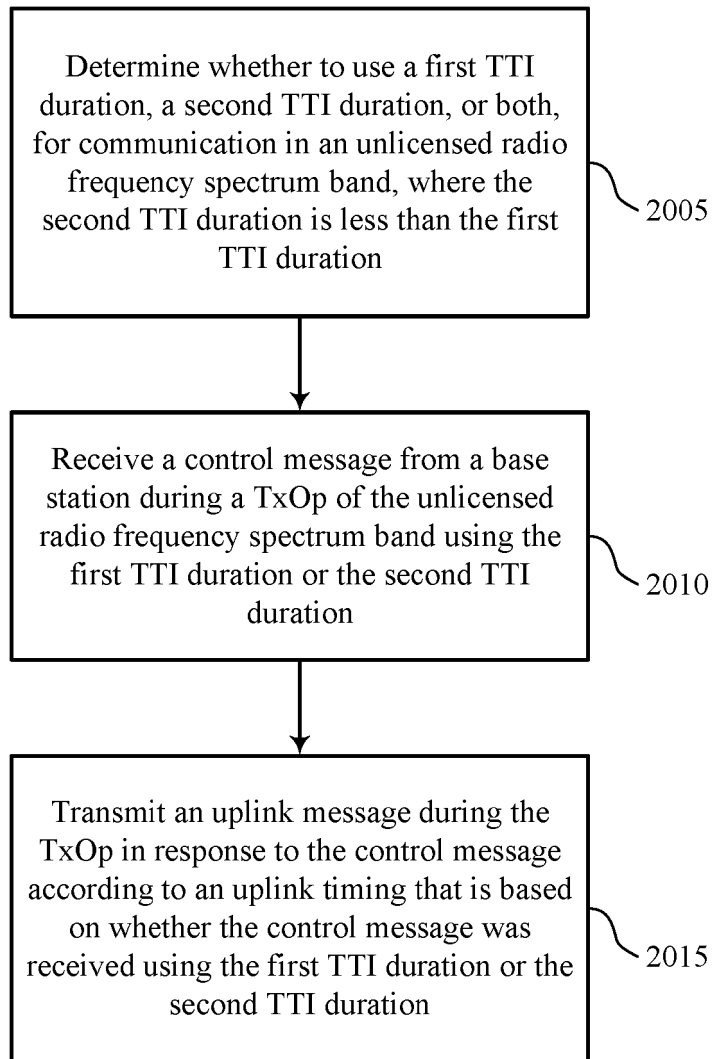 Determine whether to use a first TTI
duration, a second TTI duration, or both,
for communication in an unlicensed radio
frequency spectrum band, where the
second TTI duration is less than the first
TTI duration
2005
Receive a control message from a base
station during a TxOp of the unlicensed
radio frequency spectrum band using the
first TTI duration or the second TTI
duration
2010
Transmit an uplink message during the
TxOp in response to the control message
according to an uplink timing that is based
on whether the control message was
received using the first TTI duration or the
second TTI duration
2015